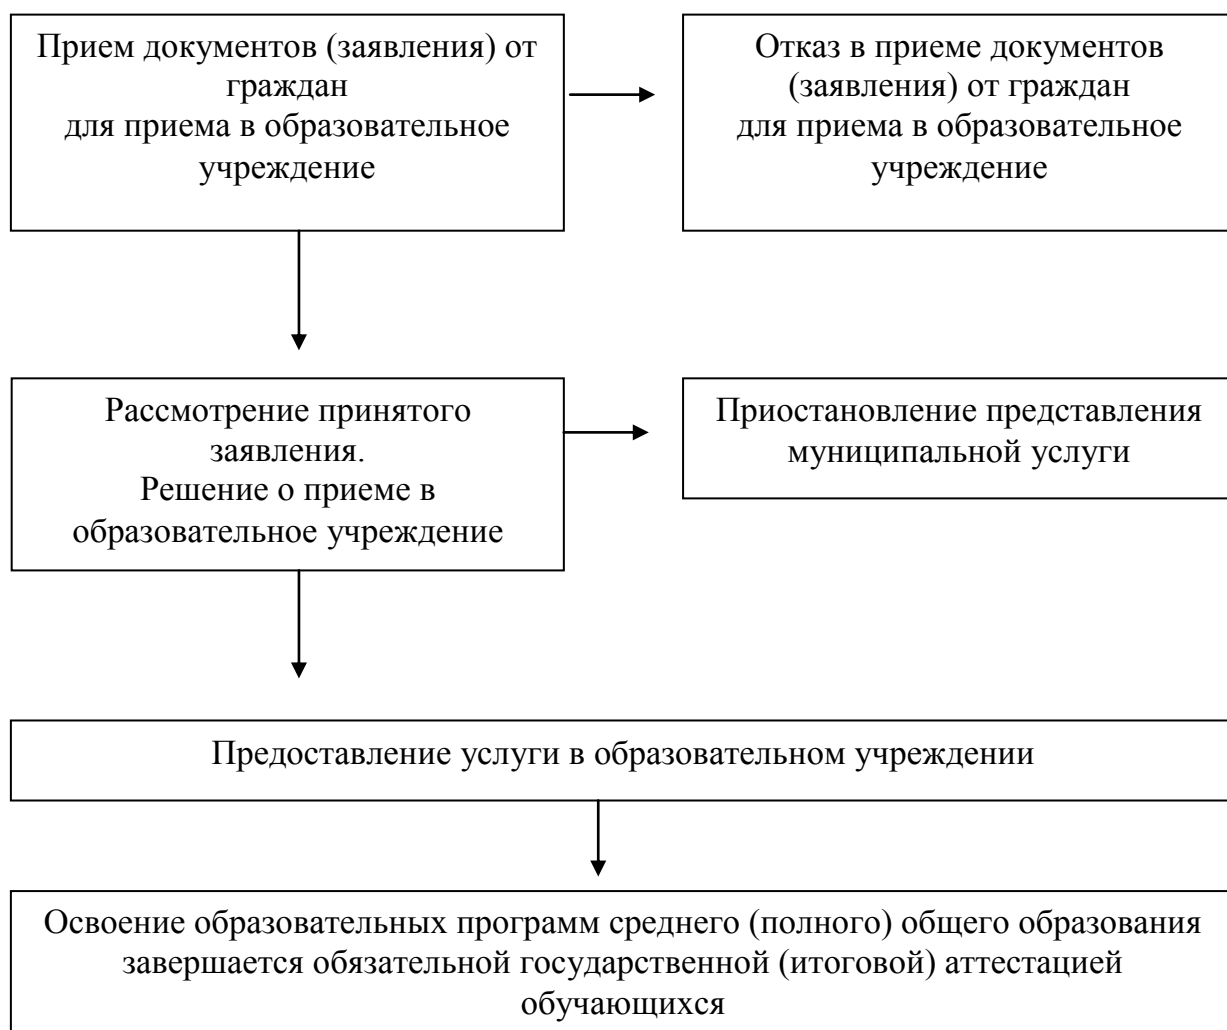 Прием документов (заявления) от
граждан
для приема в образовательное
учреждение
Отказ в приеме документов
(заявления) от граждан
для приема в образовательное
учреждение
Рассмотрение принятого
заявления.
Решение о приеме в
образовательное учреждение
Приостановление представления
муниципальной услуги
Предоставление услуги в образовательном учреждении
Освоение образовательных программ среднего (полного) общего образования
завершается обязательной государственной (итоговой) аттестацией
обучающихся